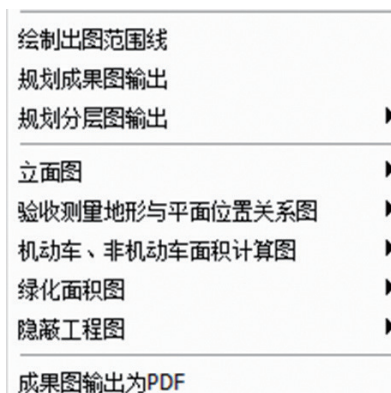 绘制出图范围线
规划成果图输出
规划分层图输出
立面图
验收测量地形与平面位置关系图
机动车、非机动车面积计算图
绿化面积图
隐蔽工程图
成果图输出为PDF